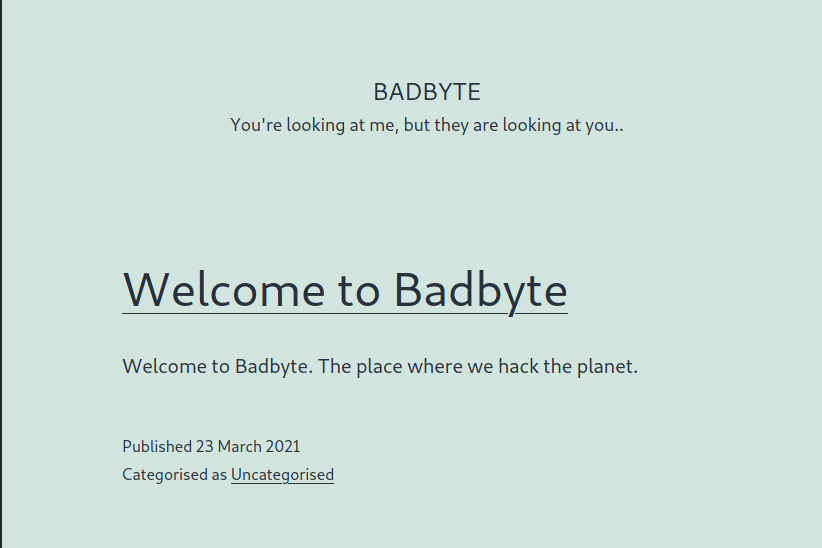 BADBYTE
You're looking at me, but they are looking at you..
Welcome to Badbyte
Welcome to Badbyte. The place where we hack the planet.
Published 23 March 2021
Categorised as Uncategorised